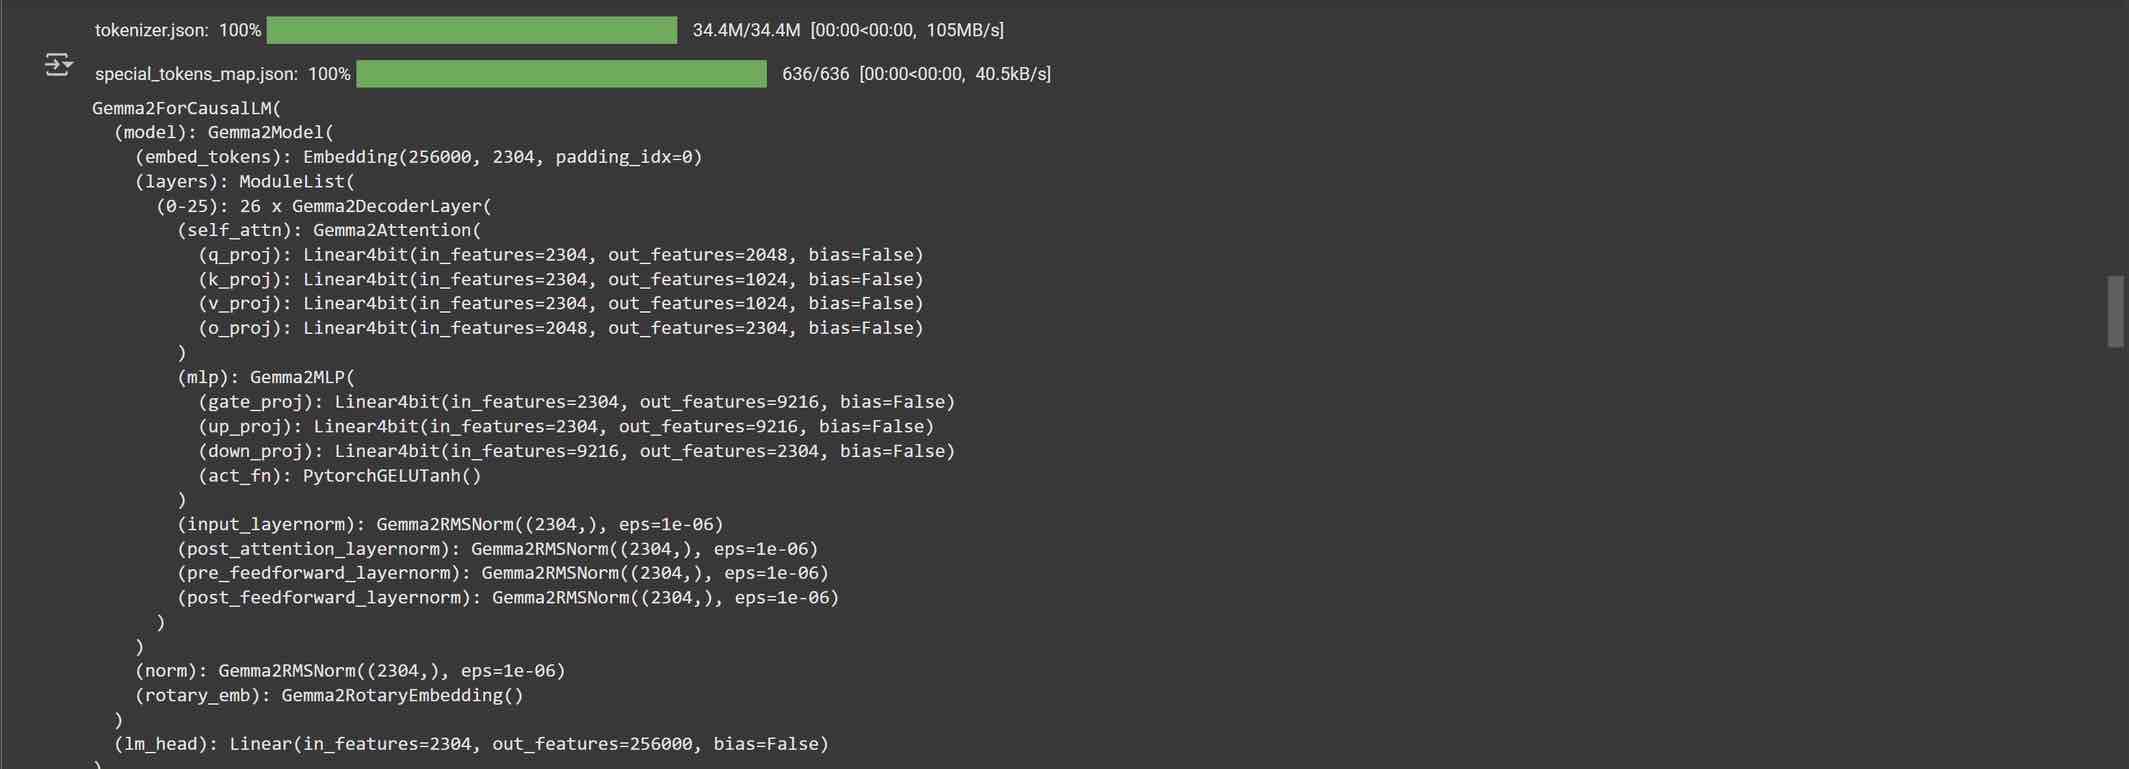 tokenizer.json: 100% 34.4M/34.4M [00:00<00:00, 105MB/s]
special_tokens_map.json: 100% 636/636 [00:00<00:00, 40.5kB/s]
Gemma2ForCausalLM(
  (model): Gemma2Model(
    (embed_tokens): Embedding(256000, 2304, padding_idx=0)
    (layers): ModuleList(
      (0-25): 26 x Gemma2DecoderLayer(
        (self_attn): Gemma2Attention(
          (q_proj): Linear4bit(in_features=2304, out_features=2048, bias=False)
          (k_proj): Linear4bit(in_features=2304, out_features=1024, bias=False)
          (v_proj): Linear4bit(in_features=2304, out_features=1024, bias=False)
          (o_proj): Linear4bit(in_features=2048, out_features=2304, bias=False)
        )
        (mlp): Gemma2MLP(
          (gate_proj): Linear4bit(in_features=2304, out_features=9216, bias=False)
          (up_proj): Linear4bit(in_features=2304, out_features=9216, bias=False)
          (down_proj): Linear4bit(in_features=9216, out_features=2304, bias=False)
          (act_fn): PytorchGELUTanh()
        )
        (input_layernorm): Gemma2RMSNorm((2304,), eps=1e-06)
        (post_attention_layernorm): Gemma2RMSNorm((2304,), eps=1e-06)
        (pre_feedforward_layernorm): Gemma2RMSNorm((2304,), eps=1e-06)
        (post_feedforward_layernorm): Gemma2RMSNorm((2304,), eps=1e-06)
      )
    )
    (norm): Gemma2RMSNorm((2304,), eps=1e-06)
    (rotary_emb): Gemma2RotaryEmbedding()
  )
  (lm_head): Linear(in_features=2304, out_features=256000, bias=False)
)